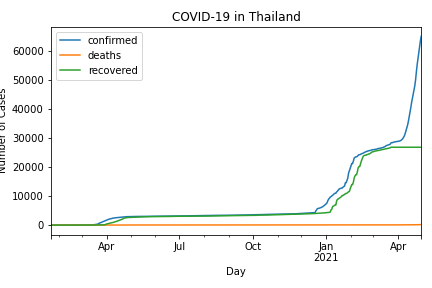 COVID-19 in Thailand
confirmed
deaths
recovered
Number of Cases
60000
50000
40000
30000
20000
10000
0
Apr
Jul
Oct
Jan
2021
Apr
Day